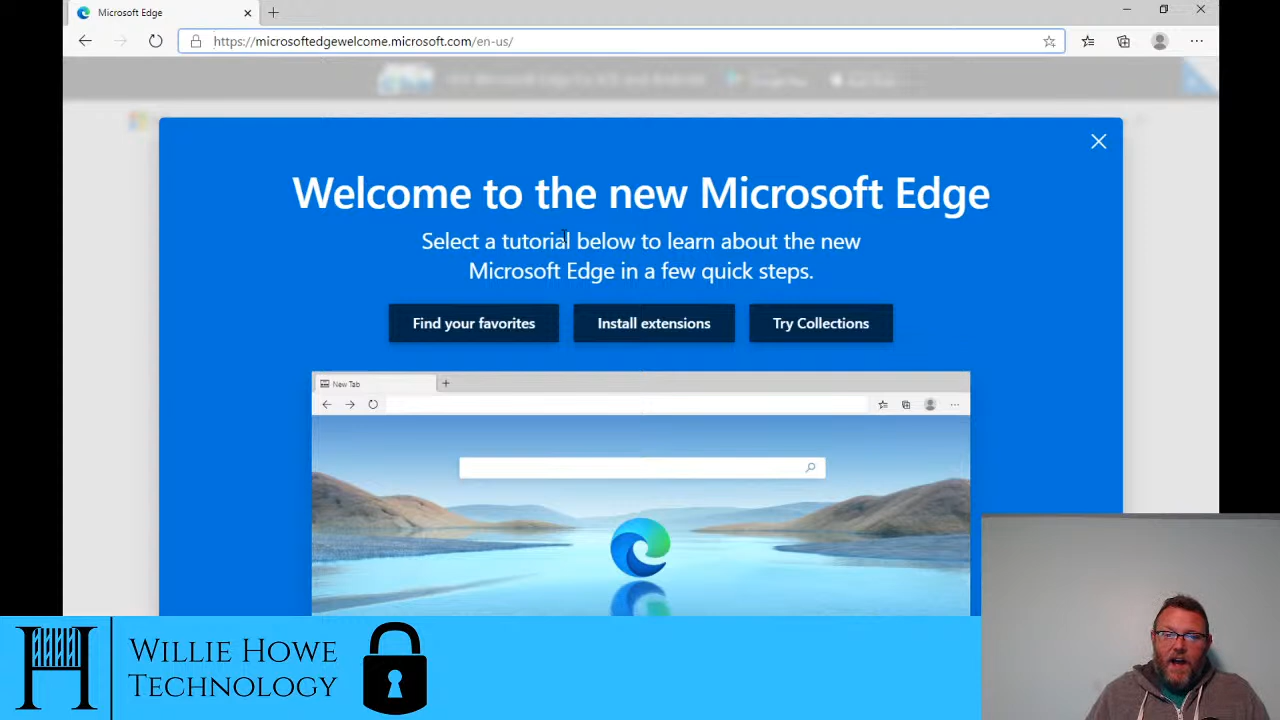 Microsoft Edge
https://microsoftedgewelcome.microsoft.com/en-us/
Welcome to the new Microsoft Edge
Select a tutorial below to learn about the new
Microsoft Edge in a few quick steps.
Find your favorites
Install extensions
Try Collections
New Tab
WILLIE HOWE
TECHNOLOGY